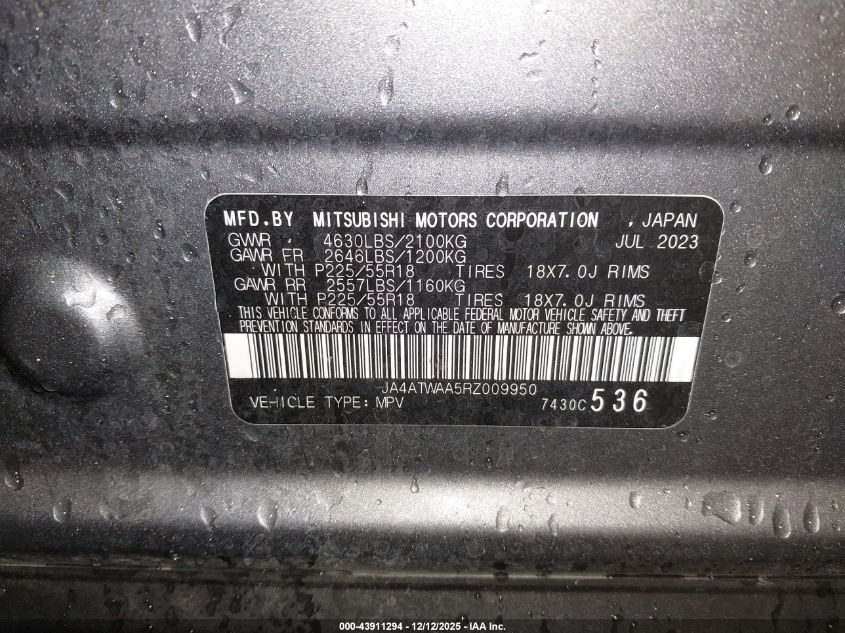 MFD.BY MITSUBISHI MOTORS CORPORATION , JAPAN
GVWR , 4630LBS/2100KG JUL 2023
GAWR FR 2646LBS/1200KG
WITH P225/55R18 TIRES 18X7.0J RIMS
GAWR RR 2557LBS/1160KG
WITH P225/55R18 TIRES 18X7.0J RIMS
THIS VEHICLE CONFORMS TO ALL APPLICABLE FEDERAL MOTOR VEHICLE SAFETY AND THEFT
PREVENTION STANDARDS IN EFFECT ON THE DATE OF MANUFACTURE SHOWN ABOVE.
JA4ATWAA5RZ009950
VEHICLE TYPE: MPV 7430C 536
000-43911294 - 12/12/2025 - IAA Inc.